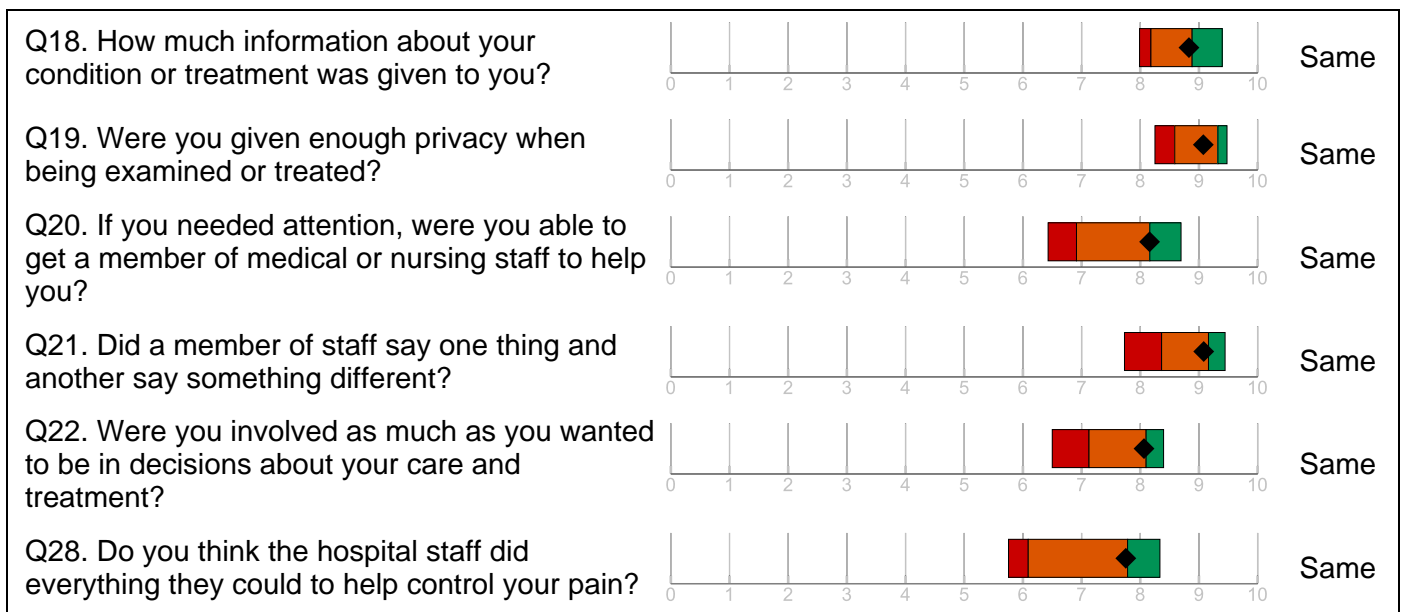 Q18. How much information about your
condition or treatment was given to you?
0 1 2 3 4 5 6 7 8 9 10
Same
Q19. Were you given enough privacy when
being examined or treated?
0 1 2 3 4 5 6 7 8 9 10
Same
Q20. If you needed attention, were you able to
get a member of medical or nursing staff to help
you?
0 1 2 3 4 5 6 7 8 9 10
Same
Q21. Did a member of staff say one thing and
another say something different?
0 1 2 3 4 5 6 7 8 9 10
Same
Q22. Were you involved as much as you wanted
to be in decisions about your care and
treatment?
0 1 2 3 4 5 6 7 8 9 10
Same
Q28. Do you think the hospital staff did
everything they could to help control your pain?
0 1 2 3 4 5 6 7 8 9 10
Same